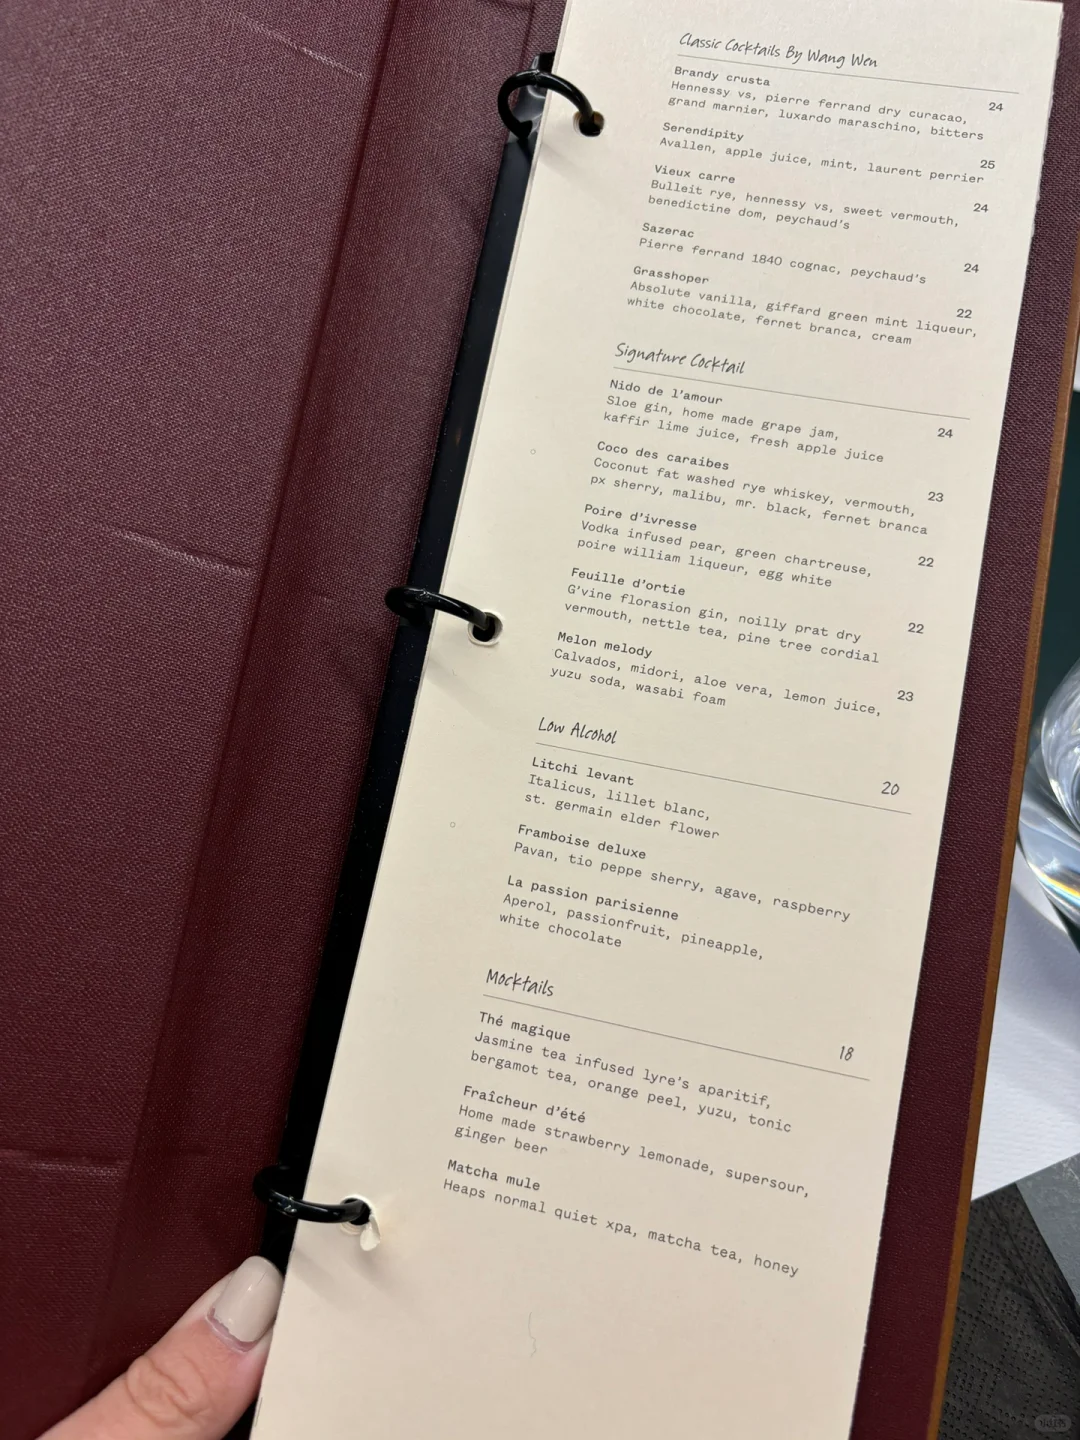 Classic Cocktails By Wang Wen
Brandy crusta 24
Hennessy vs, pierre ferrand dry curacao,
grand marnier, luxardo maraschino, bitters
Serendipity 25
Avallen, apple juice, mint, laurent perrier
Vieux carre 24
Bulleit rye, hennessy vs, sweet vermouth,
benedictine dom, peychaud's
Sazerac 24
Pierre ferrand 1840 cognac, peychaud's
Grasshoper 22
Absolute vanilla, giffard green mint liqueur,
white chocolate, fernet branca, cream
Signature Cocktail
Nido de l'amour 24
Sloe gin, home made grape jam,
kaffir lime juice, fresh apple juice
Coco des caraibes 23
Coconut fat washed rye whiskey, vermouth,
px sherry, malibu, mr. black, fernet branca
Poire d'ivresse 22
Vodka infused pear, green chartreuse,
poire william liqueur, egg white
Feuille d'ortie 22
G'vine florasion gin, noilly prat dry
vermouth, nettle tea, pine tree cordial
Melon melody 23
Calvados, midori, aloe vera, lemon juice,
yuzu soda, wasabi foam
Low Alcohol 20
Litchi levant
Italicus, lillet blanc,
st. germain elder flower
Framboise deluxe
Pavan, tio peppe sherry, agave, raspberry
La passion parisienne
Aperol, passionfruit, pineapple,
white chocolate
Mocktails 18
Thé magique
Jasmine tea infused lyre's aparitif,
bergamot tea, orange peel, yuzu, tonic
Fraîcheur d'été
Home made strawberry lemonade, supersour,
ginger beer
Matcha mule
Heaps normal quiet xpa, matcha tea, honey